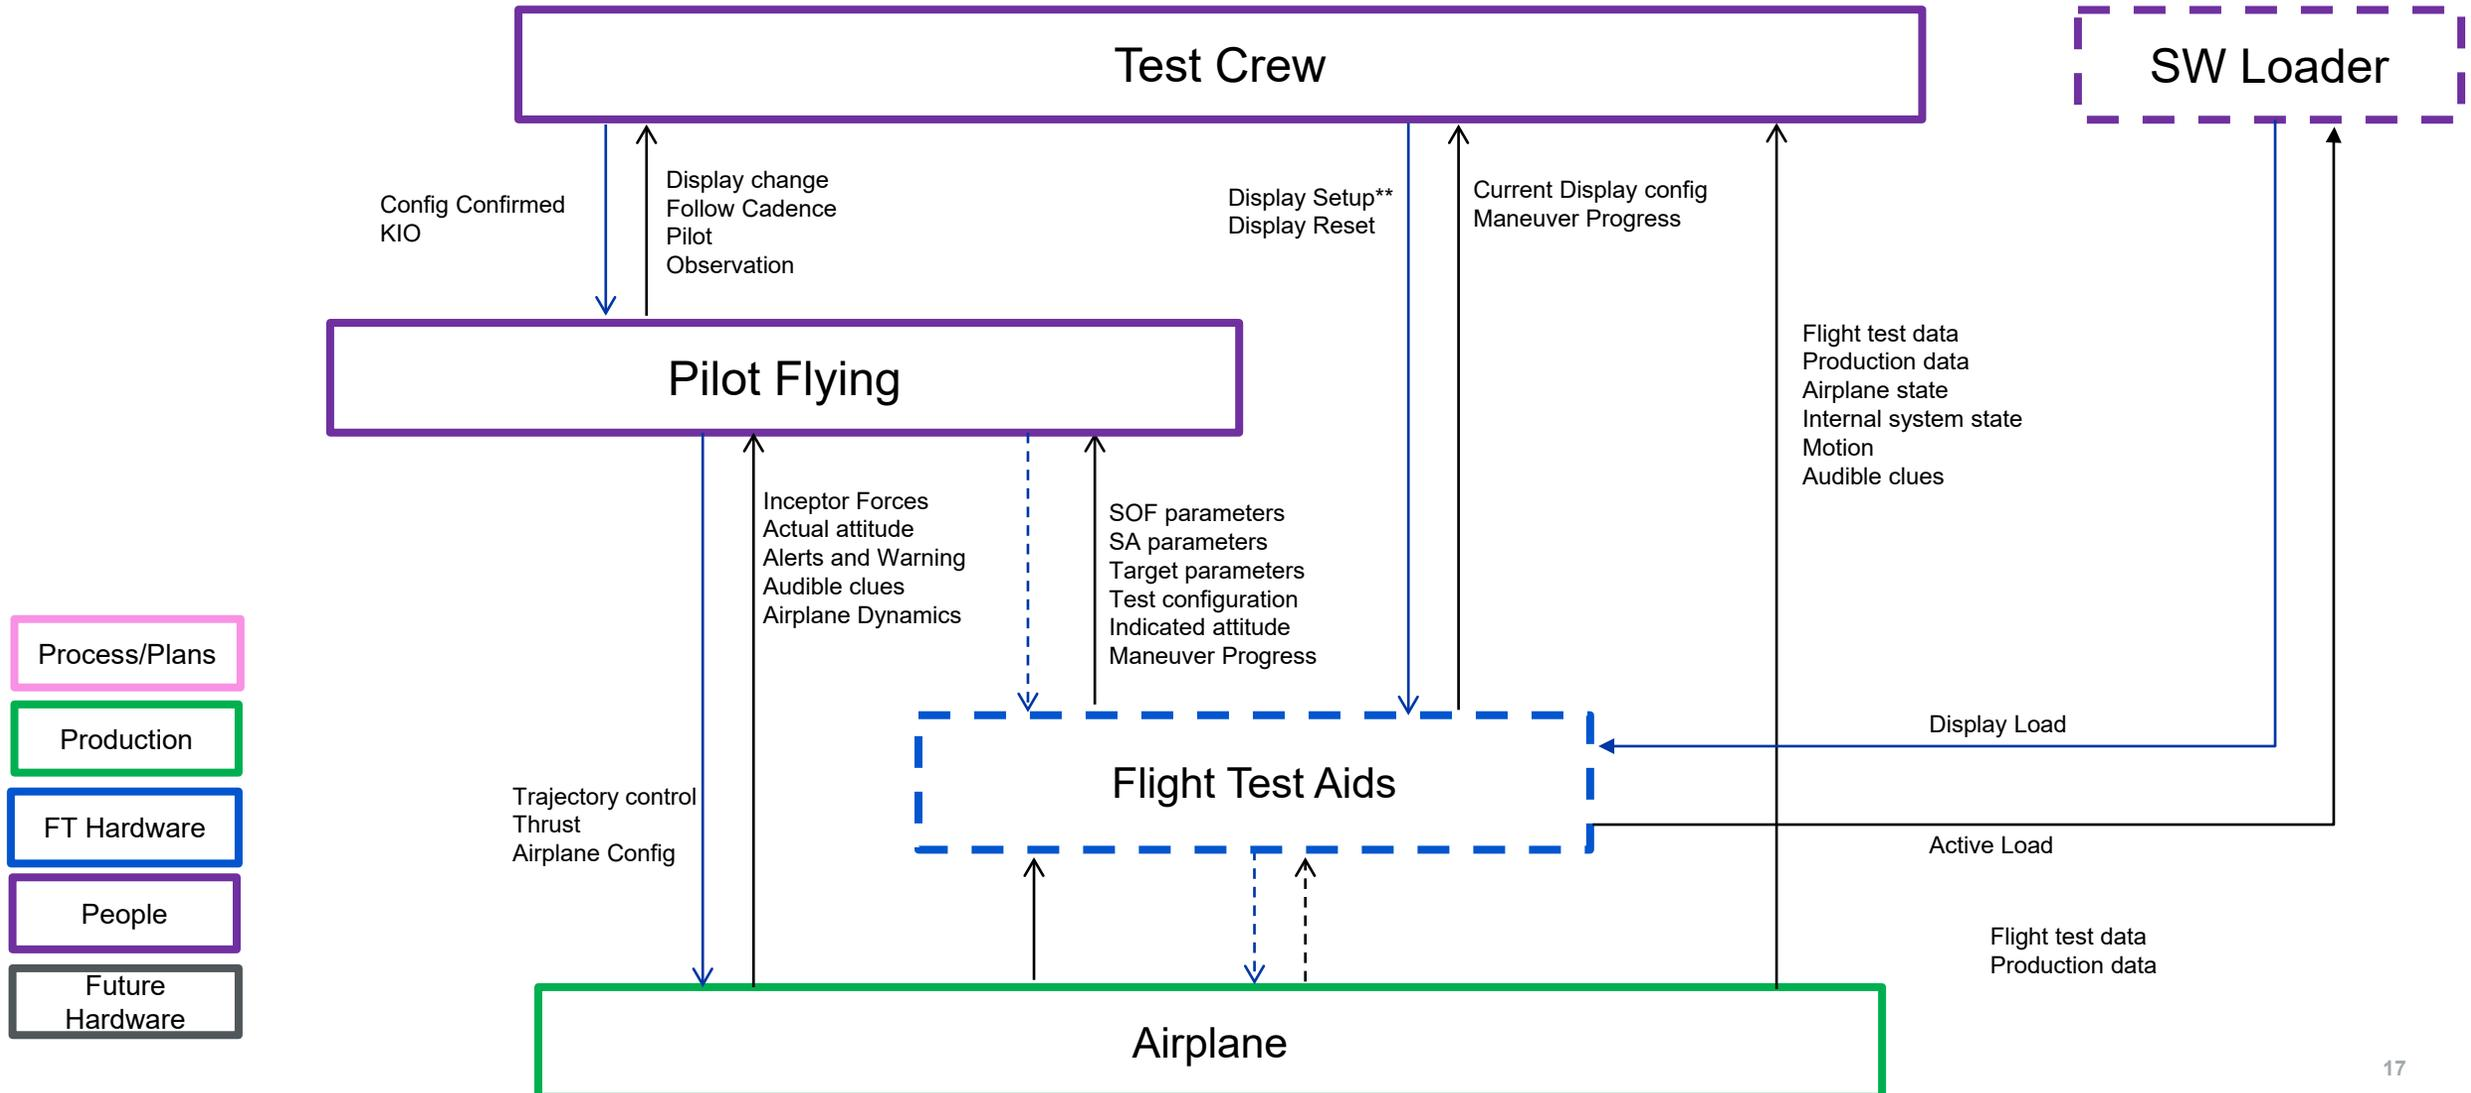 Test Crew
SW Loader
Config Confirmed
KIO
Display change
Follow Cadence
Pilot
Observation
Display Setup**
Display Reset
Current Display config
Maneuver Progress
Flight test data
Production data
Airplane state
Internal system state
Motion
Audible clues
Pilot Flying
Inceptor Forces
Actual attitude
Alerts and Warning
Audible clues
Airplane Dynamics
SOF parameters
SA parameters
Target parameters
Test configuration
Indicated attitude
Maneuver Progress
Process/Plans
Production
FT Hardware
People
Future
Hardware
Trajectory control
Thrust
Airplane Config
Flight Test Aids
Display Load
Active Load
Flight test data
Production data
Airplane
17